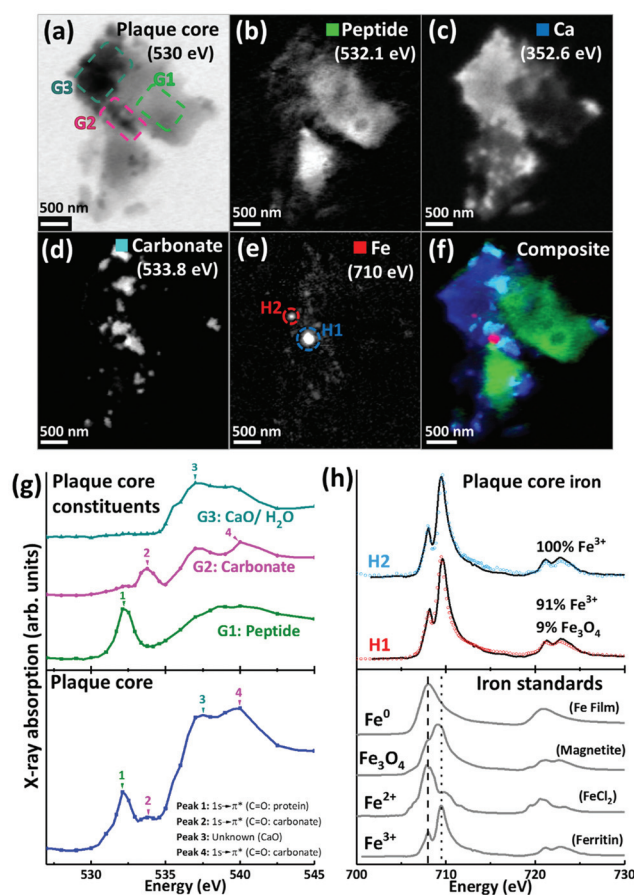 (a) Plaque core
(530 eV)
G3
G1
G2
500 nm
(b) Peptide
(532.1 eV)
500 nm
(c) Ca
(352.6 eV)
500 nm
(d) Carbonate
(533.8 eV)
500 nm
(e) Fe
(710 eV)
H2
H1
500 nm
(f) Composite
500 nm
(g) Plaque core
constituents
3
G3: CaO/ H₂O
2
4
G2: Carbonate
1
G1: Peptide
Plaque core
1
2
3
4
Peak 1: 1s→π* (C=O: protein)
Peak 2: 1s→π* (C=O: carbonate)
Peak 3: Unknown (CaO)
Peak 4: 1s→π* (C=O: carbonate)
530 535 540 545
Energy (eV)
X-ray absorption (arb. units)
(h) Plaque core iron
H2
100% Fe³⁺
H1
91% Fe³⁺
9% Fe₃O₄
Iron standards
Fe⁰ (Fe Film)
Fe₃O₄ (Magnetite)
Fe²⁺ (FeCl₂)
Fe³⁺ (Ferritin)
700 710 720 730
Energy (eV)